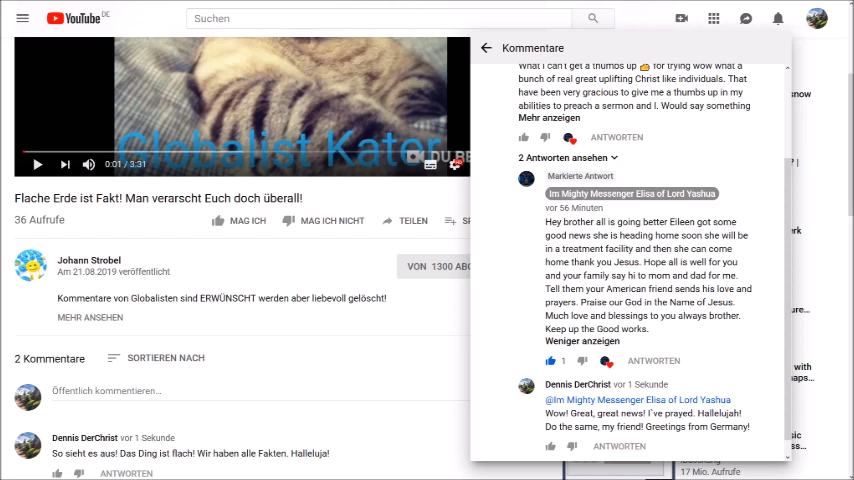 YouTube DE
Suchen
Globalist Kater
DU BE
0:01 / 3:31
Flache Erde ist Fakt! Man verarscht Euch doch überall!
36 Aufrufe
MAG ICH
MAG ICH NICHT
TEILEN
SP
Johann Strobel
Am 21.08.2019 veröffentlicht
VON 1300 ABO
Kommentare von Globalisten sind ERWÜNSCHT werden aber liebevoll gelöscht!
MEHR ANSEHEN
2 Kommentare
SORTIEREN NACH
Öffentlich kommentieren...
Dennis DerChrist vor 1 Sekunde
So sieht es aus! Das Ding ist flach! Wir haben alle Fakten. Halleluja!
ANTWORTEN
Kommentare
What I can't get a thumbs up 👍 for trying wow what a
bunch of real great uplifting Christ like individuals. That
have been very gracious to give me a thumbs up in my
abilities to preach a sermon and I. Would say something
Mehr anzeigen
ANTWORTEN
2 Antworten ansehen
Markierte Antwort
Im Mighty Messenger Elisa of Lord Yashua
vor 56 Minuten
Hey brother all is going better Eileen got some
good news she is heading home soon she will be
in a treatment facility and then she can come
home thank you Jesus. Hope all is well for you
and your family say hi to mom and dad for me.
Tell them your American friend sends his love and
prayers. Praise our God in the Name of Jesus.
Much love and blessings to you always brother.
Keep up the Good works.
Weniger anzeigen
1
ANTWORTEN
Dennis DerChrist vor 1 Sekunde
@Im Mighty Messenger Elisa of Lord Yashua
Wow! Great, great news! I`ve prayed. Hallelujah!
Do the same, my friend! Greetings from Germany!
ANTWORTEN
snow
? |
erk
ure...
with
haps...
sic
ss...
17 Mio. Aufrufe